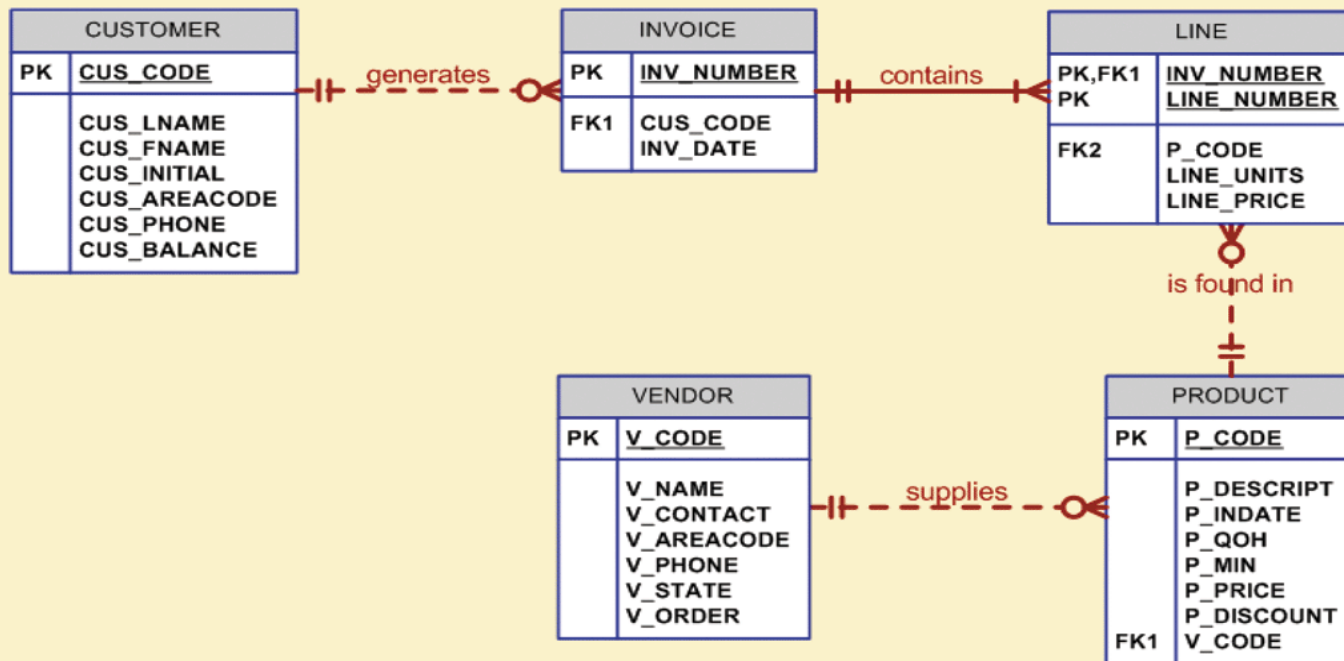 CUSTOMER
PK CUS_CODE
CUS_LNAME
CUS_FNAME
CUS_INITIAL
CUS_AREACODE
CUS_PHONE
CUS_BALANCE
generates
INVOICE
PK INV_NUMBER
FK1 CUS_CODE
INV_DATE
contains
LINE
PK,FK1 INV_NUMBER
PK LINE_NUMBER
FK2 P_CODE
LINE_UNITS
LINE_PRICE
is found in
VENDOR
PK V_CODE
V_NAME
V_CONTACT
V_AREACODE
V_PHONE
V_STATE
V_ORDER
supplies
PRODUCT
PK P_CODE
P_DESCRIPT
P_INDATE
P_QOH
P_MIN
P_PRICE
P_DISCOUNT
FK1 V_CODE